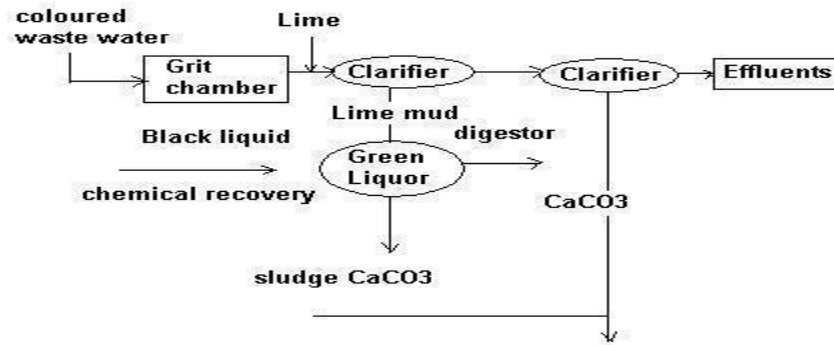 coloured
waste water
Lime
Grit
chamber
Clarifier
Clarifier
Effluents
Lime mud
Black liquid
digestor
Green
Liquor
chemical recovery
CaCO3
sludge CaCO3